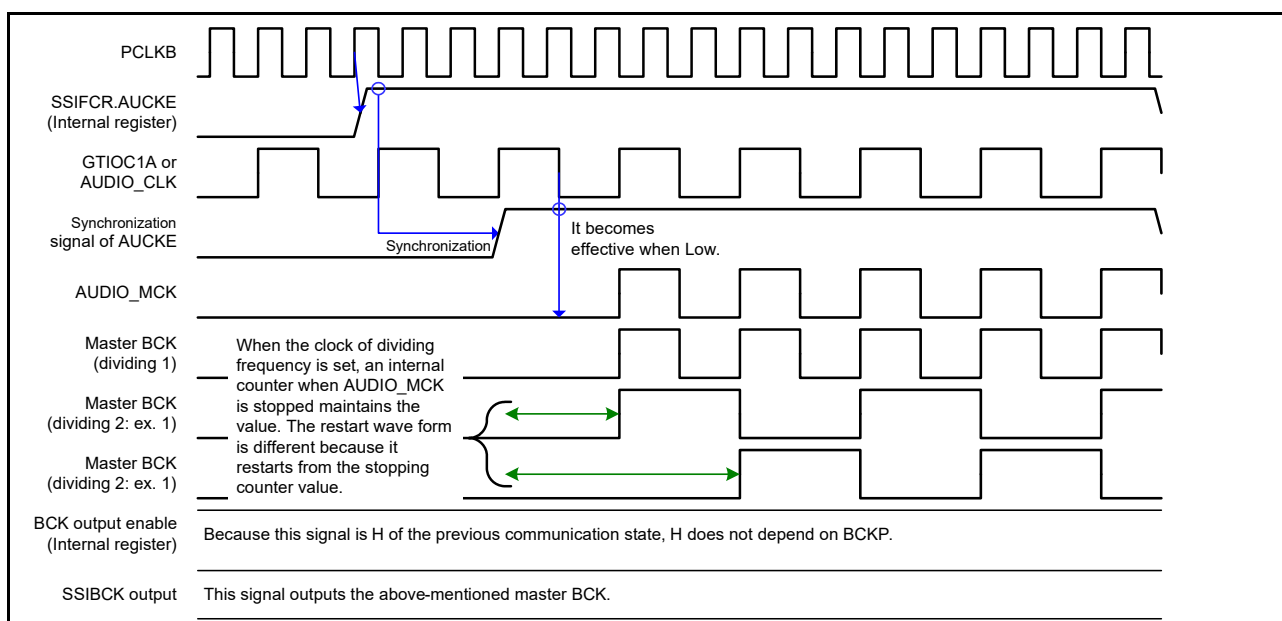 PCLKB
SSIFCR.AUCKE
(Internal register)
GTIOC1A or
AUDIO_CLK
Synchronization
signal of AUCKE
Synchronization
It becomes
effective when Low.
AUDIO_MCK
Master BCK
(dividing 1)
When the clock of dividing
frequency is set, an internal
counter when AUDIO_MCK
is stopped maintains the
value. The restart wave form
is different because it
restarts from the stopping
counter value.
Master BCK
(dividing 2: ex. 1)
Master BCK
(dividing 2: ex. 1)
BCK output enable
(Internal register)
Because this signal is H of the previous communication state, H does not depend on BCKP.
SSIBCK output
This signal outputs the above-mentioned master BCK.